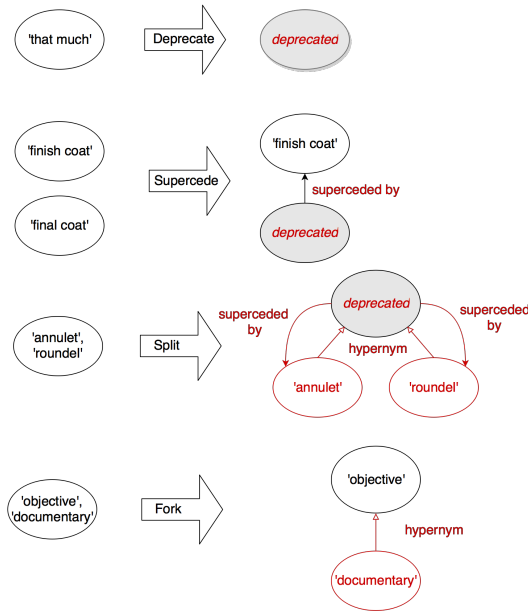 'that much'
Deprecate
deprecated
'finish coat'
'final coat'
Supercede
'finish coat'
superceded by
deprecated
'annulet',
'roundel'
Split
deprecated
superceded
by
superceded
by
hypernym
'annulet'
'roundel'
'objective',
'documentary'
Fork
'objective'
hypernym
'documentary'